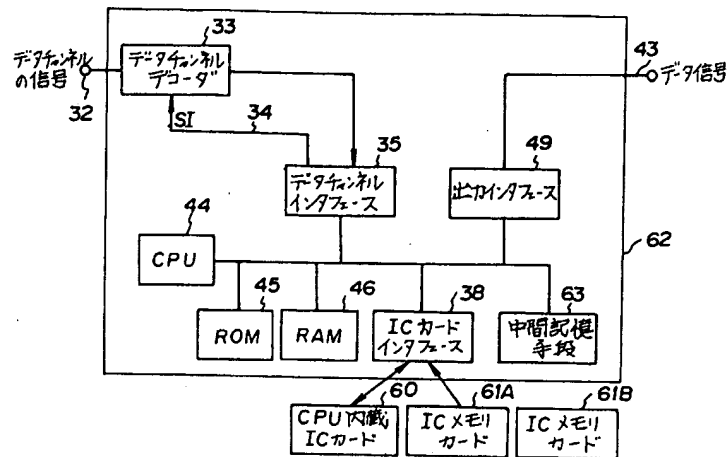 33
データチャンネル
の信号
32
データチャンネル
デコーダ
SI
34
35
データチャンネル
インタフェース
43
データ信号
49
出力インタフェース
44
CPU
62
45
ROM
46
RAM
38
ICカード
インタフェース
63
中間記憶
手段
60
CPU内蔵
ICカード
61A
ICメモリ
カード
61B
ICメモリ
カード